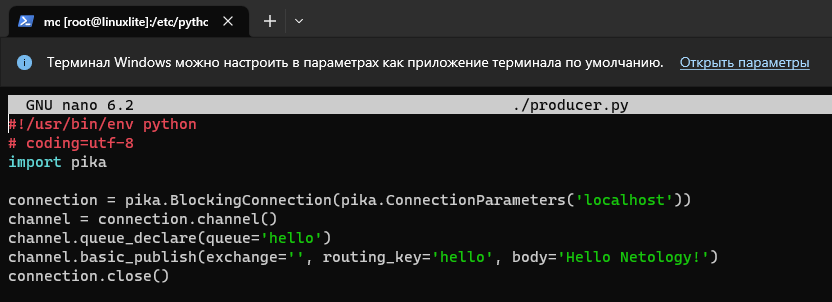 mc [root@linuxlite]:/etc/pytho
Терминал Windows можно настроить в параметрах как приложение терминала по умолчанию. Открыть параметры
GNU nano 6.2 ./producer.py
#!/usr/bin/env python
# coding=utf-8
import pika
connection = pika.BlockingConnection(pika.ConnectionParameters('localhost'))
channel = connection.channel()
channel.queue_declare(queue='hello')
channel.basic_publish(exchange='', routing_key='hello', body='Hello Netology!')
connection.close()